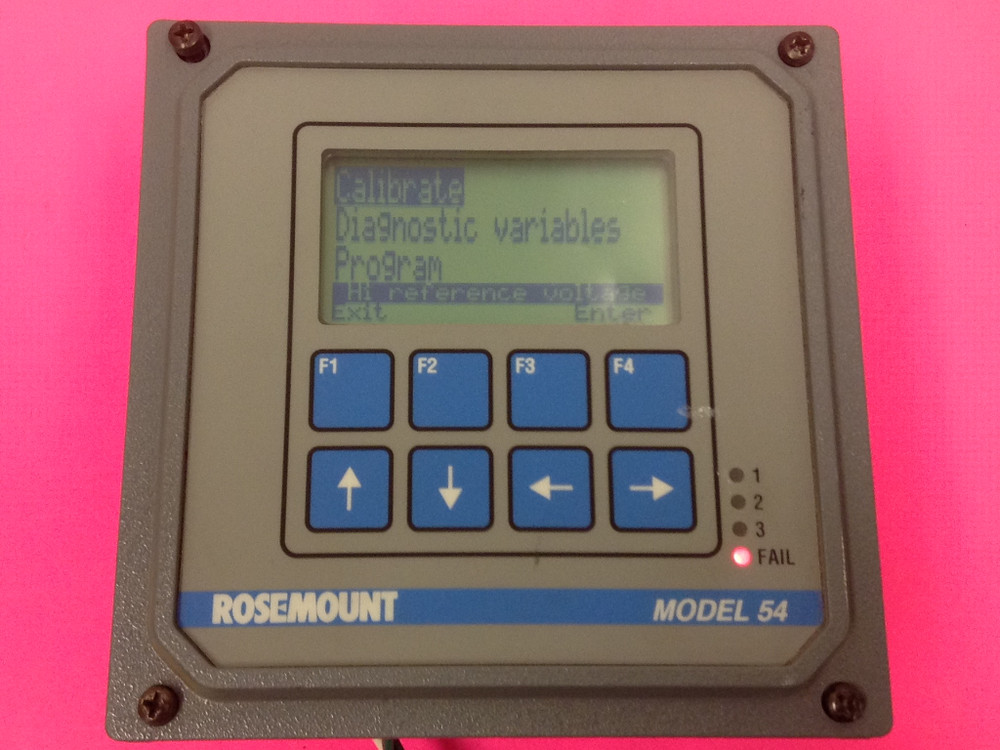 Calibrate
Diagnostic variables
Program
Hi reference voltage
Exit Enter
F1 F2 F3 F4
1
2
3
FAIL
ROSEMOUNT MODEL 54